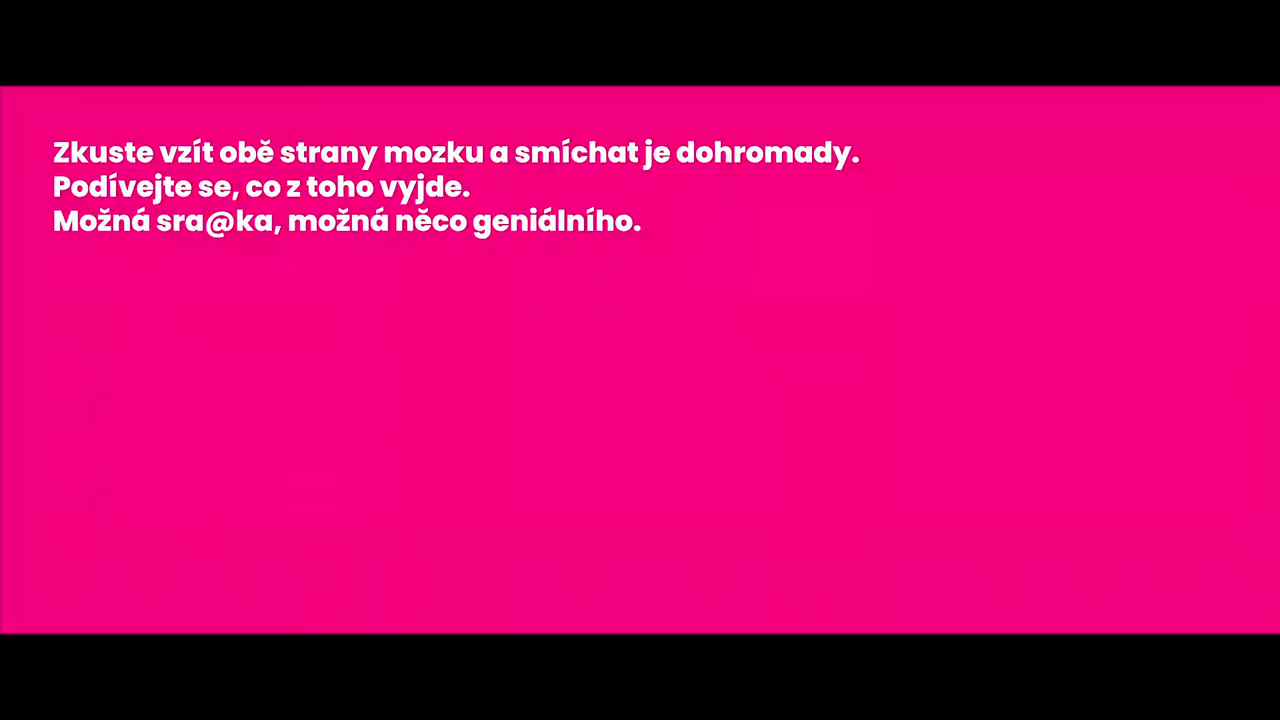 Zkuste vzít obě strany mozku a smíchat je dohromady.
Podívejte se, co z toho vyjde.
Možná sra@ka, možná něco geniálního.